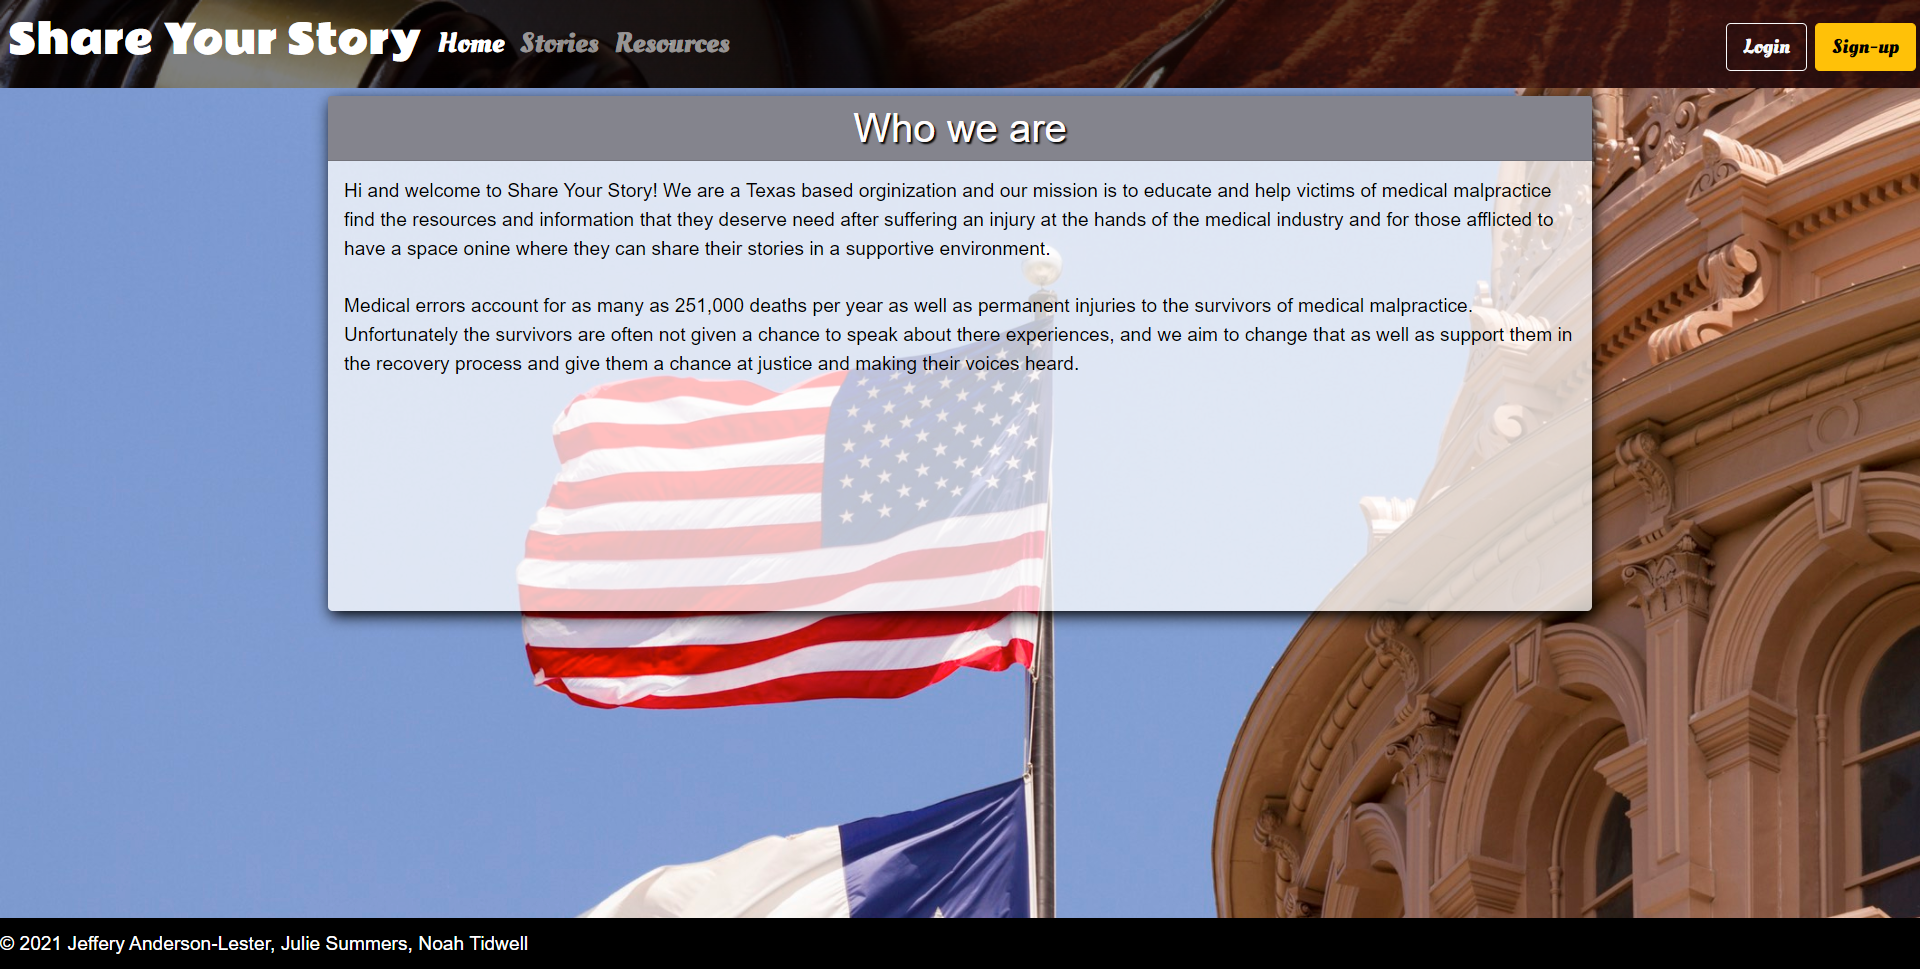 Share Your Story Home Stories Resources Login Sign-up
Who we are
Hi and welcome to Share Your Story! We are a Texas based orginization and our mission is to educate and help victims of medical malpractice
find the resources and information that they deserve need after suffering an injury at the hands of the medical industry and for those afflicted to
have a space onine where they can share their stories in a supportive environment.
Medical errors account for as many as 251,000 deaths per year as well as permanent injuries to the survivors of medical malpractice.
Unfortunately the survivors are often not given a chance to speak about there experiences, and we aim to change that as well as support them in
the recovery process and give them a chance at justice and making their voices heard.
© 2021 Jeffery Anderson-Lester, Julie Summers, Noah Tidwell